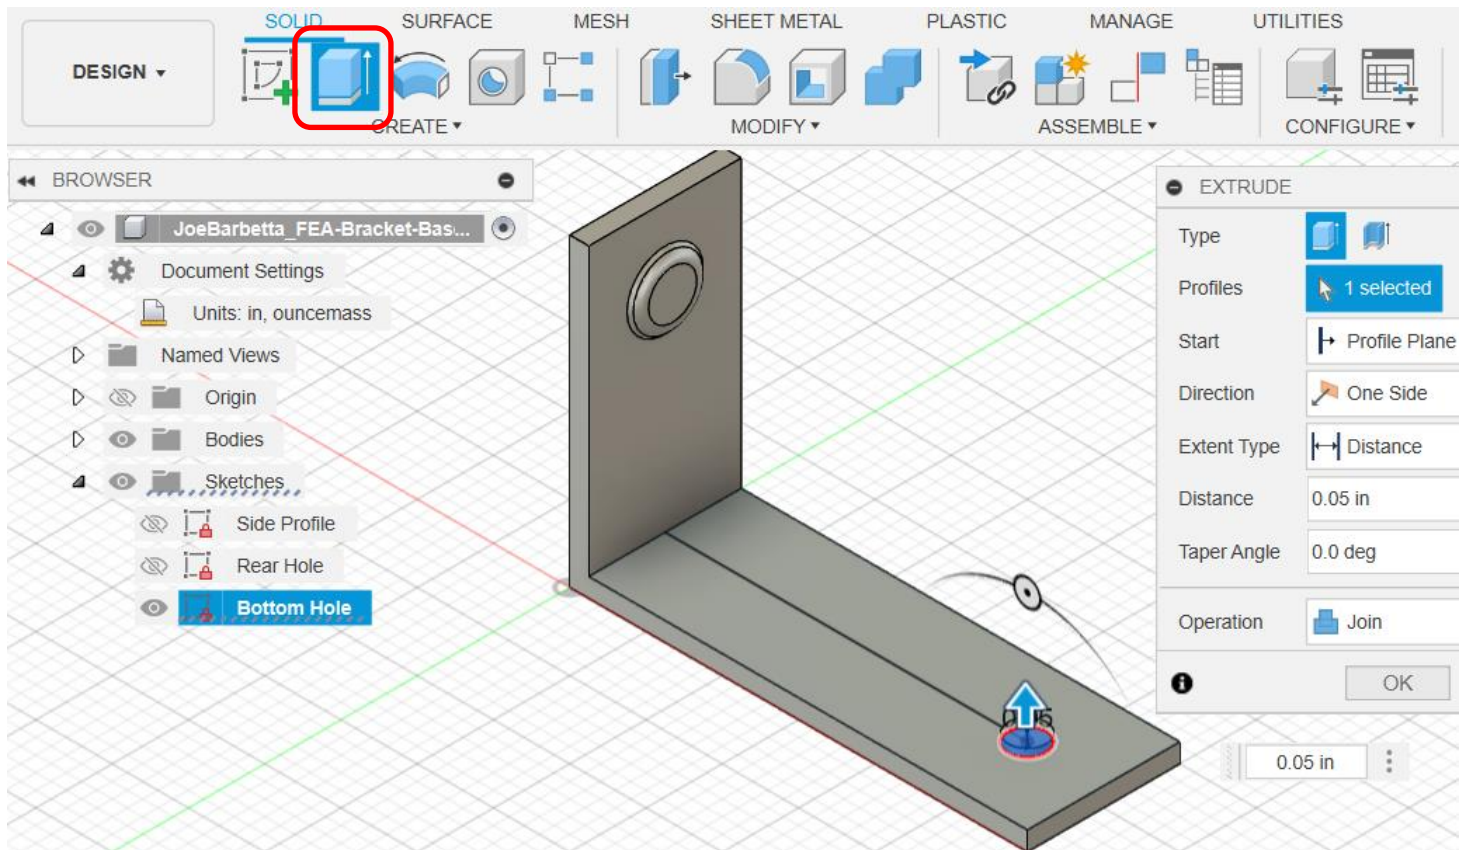 SOLID SURFACE MESH SHEET METAL PLASTIC MANAGE UTILITIES
DESIGN ▾
CREATE ▾ MODIFY ▾ ASSEMBLE ▾ CONFIGURE ▾
BROWSER
JoeBarbetta_FEA-Bracket-Bas...
Document Settings
Units: in, ouncemass
Named Views
Origin
Bodies
Sketches
Side Profile
Rear Hole
Bottom Hole
EXTRUDE
Type
Profiles 1 selected
Start Profile Plane
Direction One Side
Extent Type Distance
Distance 0.05 in
Taper Angle 0.0 deg
Operation Join
OK
0.05 in